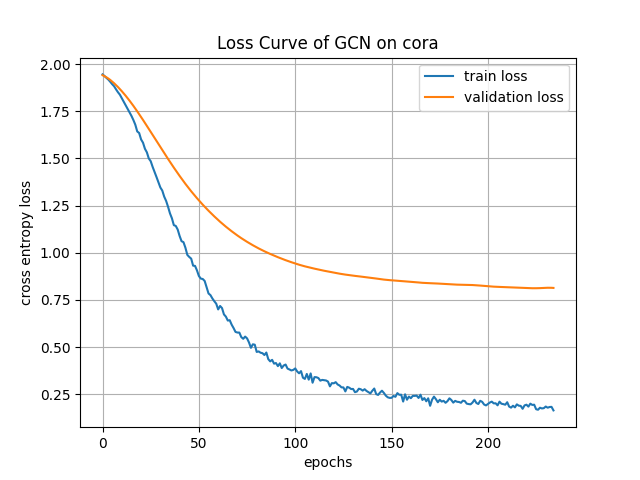 Loss Curve of GCN on cora
train loss
validation loss
cross entropy loss
2.00
1.75
1.50
1.25
1.00
0.75
0.50
0.25
0 50 100 150 200
epochs